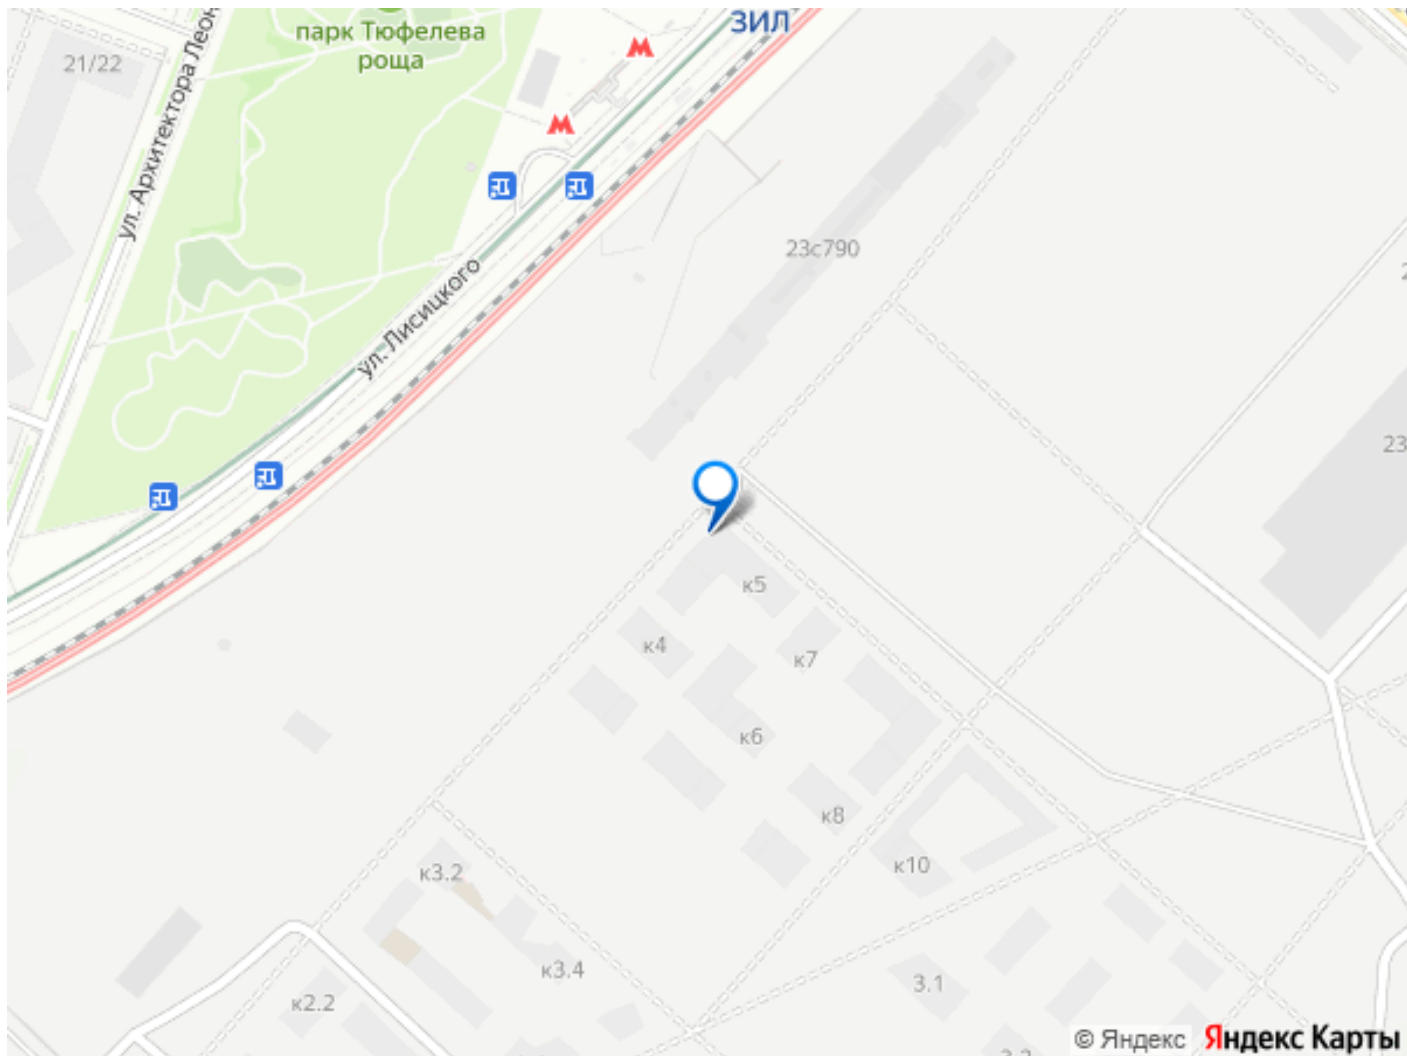 ЗИЛ
парк Тюфелева
роща
21/22
ул. Архитектора Леон
23с790
ул. Лисицкого
23
к5
к4
к7
к6
к8
к10
к3.2
к3.4
3.1
к2.2
© Яндекс Яндекс Карты